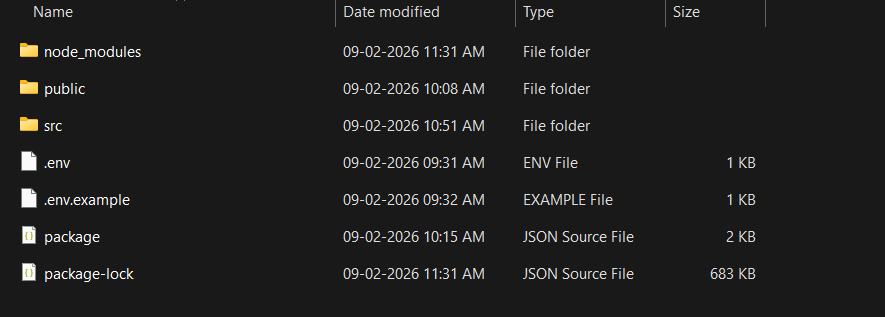 Name Date modified Type Size
node_modules 09-02-2026 11:31 AM File folder
public 09-02-2026 10:08 AM File folder
src 09-02-2026 10:51 AM File folder
.env 09-02-2026 09:31 AM ENV File 1 KB
.env.example 09-02-2026 09:32 AM EXAMPLE File 1 KB
package 09-02-2026 10:15 AM JSON Source File 2 KB
package-lock 09-02-2026 11:31 AM JSON Source File 683 KB